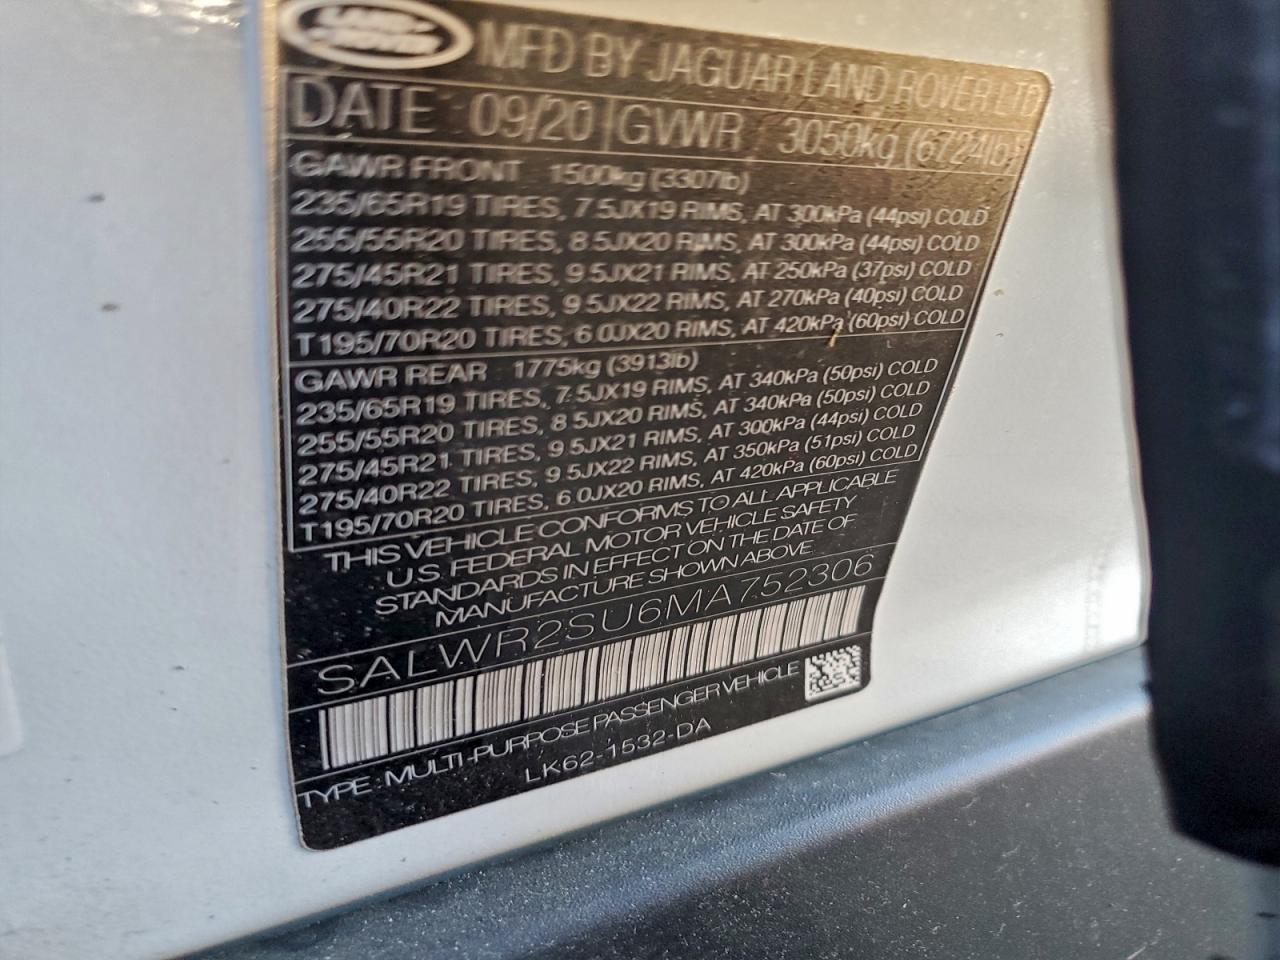 LAND ROVER
MFD BY JAGUAR LAND ROVER LTD
DATE 09/20 GVWR 3050kg (6724lb)
GAWR FRONT 1500kg (3307lb)
235/65R19 TIRES, 7.5JX19 RIMS, AT 300kPa (44psi) COLD
255/55R20 TIRES, 8.5JX20 RIMS, AT 300kPa (44psi) COLD
275/45R21 TIRES, 9.5JX21 RIMS, AT 250kPa (37psi) COLD
275/40R22 TIRES, 9.5JX22 RIMS, AT 270kPa (40psi) COLD
T195/70R20 TIRES, 6.0JX20 RIMS, AT 420kPa (60psi) COLD
GAWR REAR 1775kg (3913lb)
235/65R19 TIRES, 7.5JX19 RIMS, AT 340kPa (50psi) COLD
255/55R20 TIRES, 8.5JX20 RIMS, AT 340kPa (50psi) COLD
275/45R21 TIRES, 9.5JX21 RIMS, AT 300kPa (44psi) COLD
275/40R22 TIRES, 9.5JX22 RIMS, AT 350kPa (51psi) COLD
T195/70R20 TIRES, 6.0JX20 RIMS, AT 420kPa (60psi) COLD
THIS VEHICLE CONFORMS TO ALL APPLICABLE
U.S. FEDERAL MOTOR VEHICLE SAFETY
STANDARDS IN EFFECT ON THE DATE OF
MANUFACTURE SHOWN ABOVE.
SALWR2SU6MA752306
TYPE: MULTI-PURPOSE PASSENGER VEHICLE
LK62-1532-DA